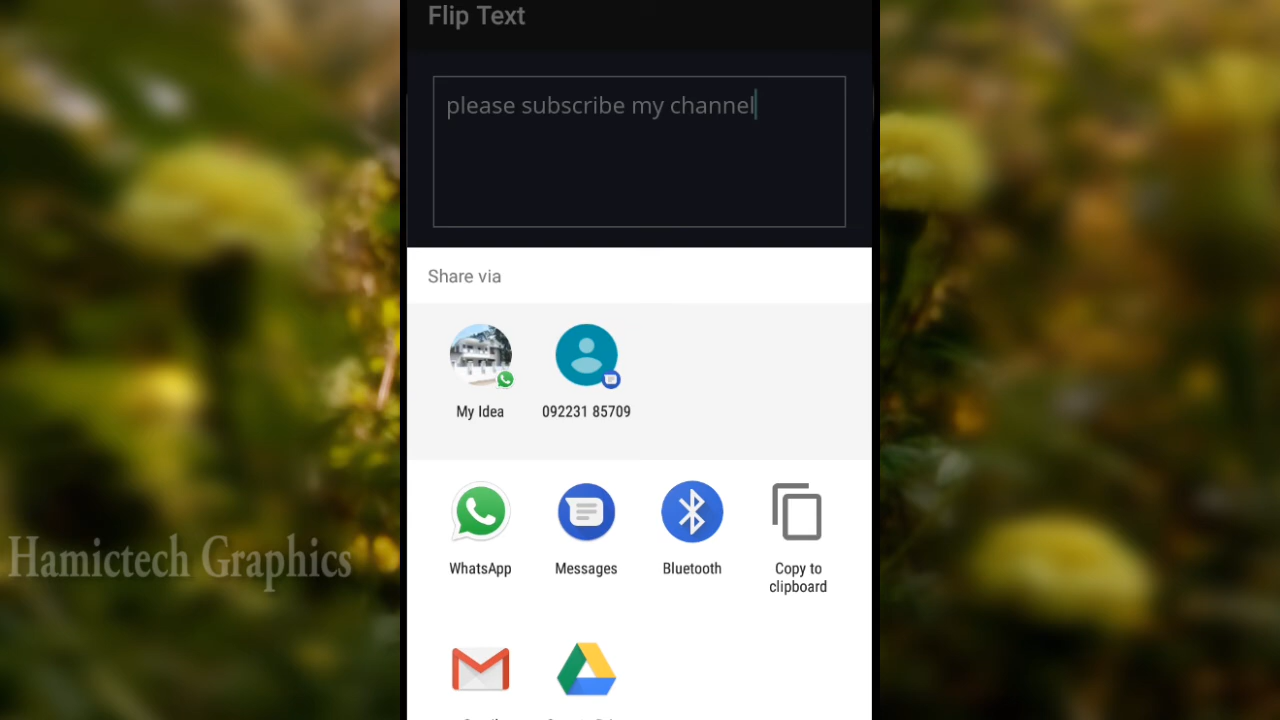 Flip Text
please subscribe my channel
Share via
My Idea
092231 85709
WhatsApp
Messages
Bluetooth
Copy to
clipboard
Hamictech Graphics